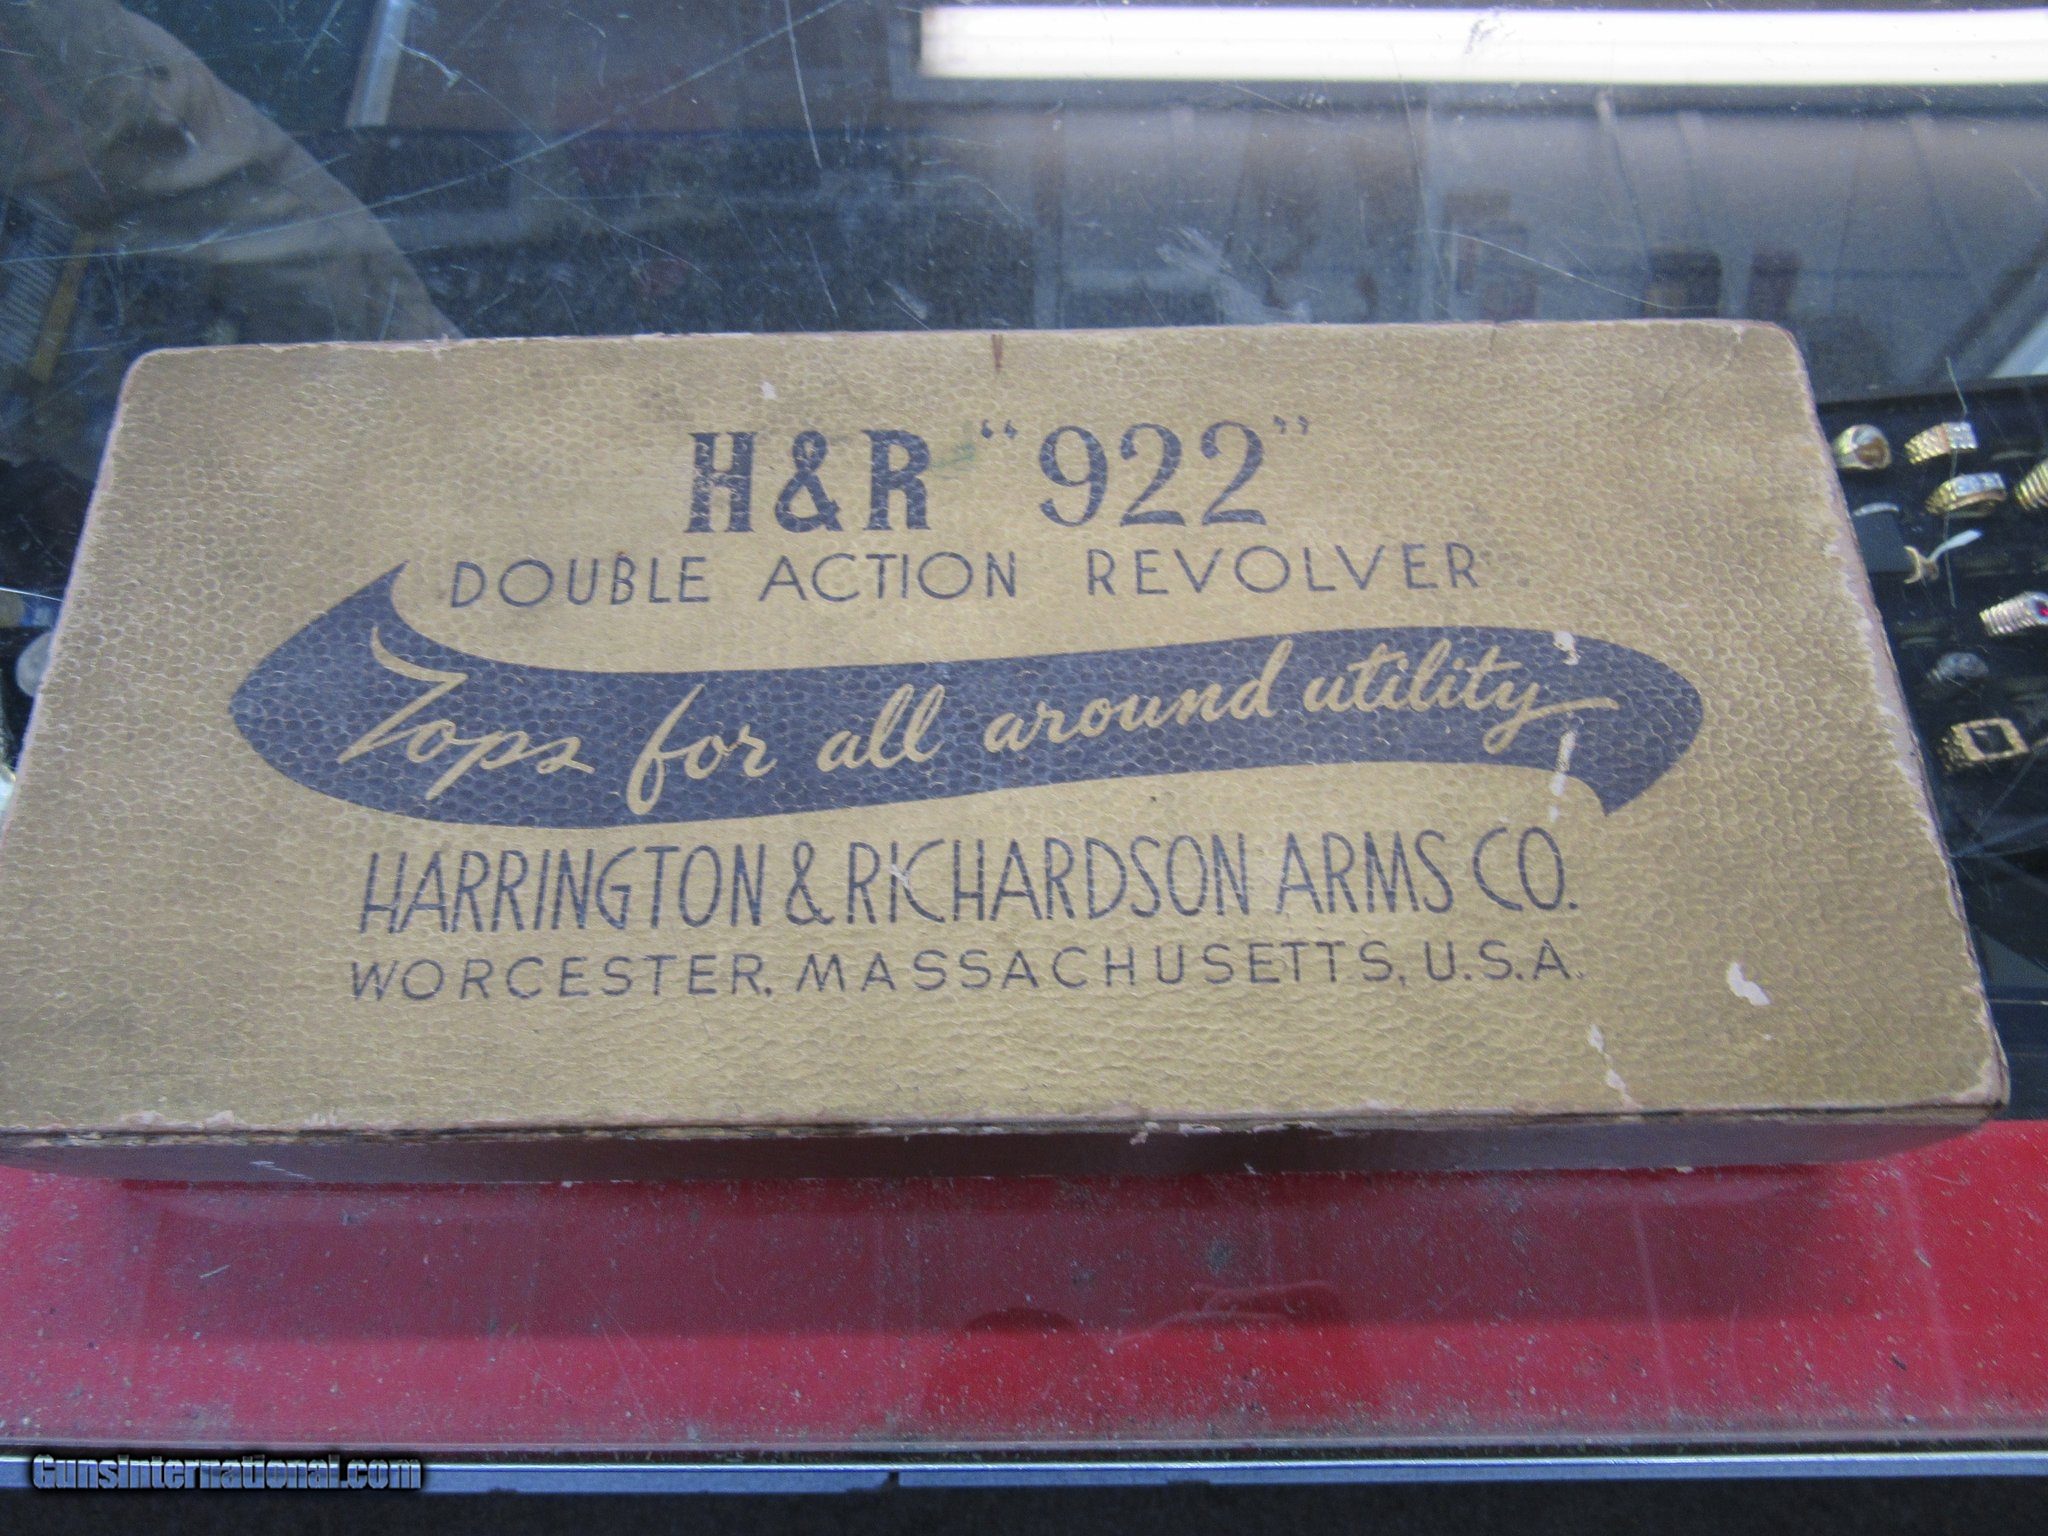 H&R "922"
DOUBLE ACTION REVOLVER
Tops for all around utility
HARRINGTON & RICHARDSON ARMS CO.
WORCESTER, MASSACHUSETTS, U.S.A.
GunsInternational.com